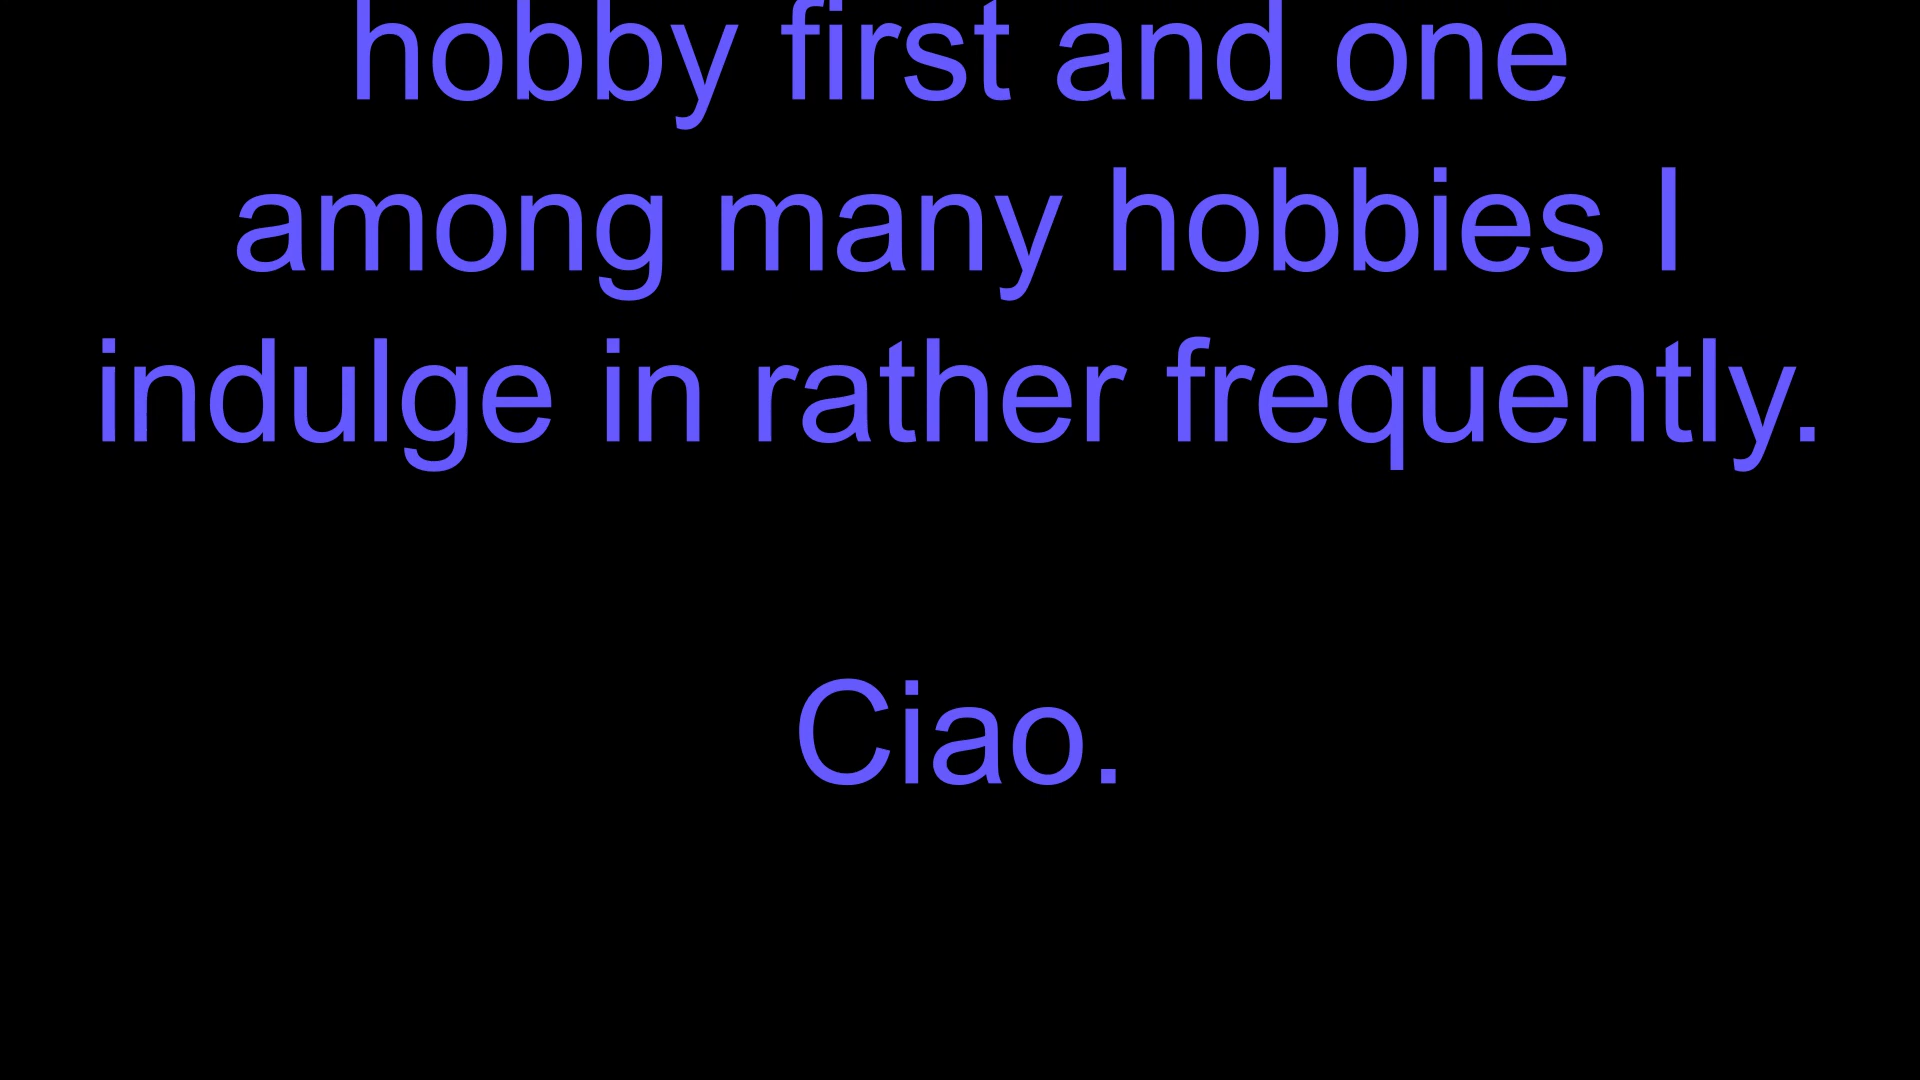 hobby first and one
among many hobbies I
indulge in rather frequently.
Ciao.